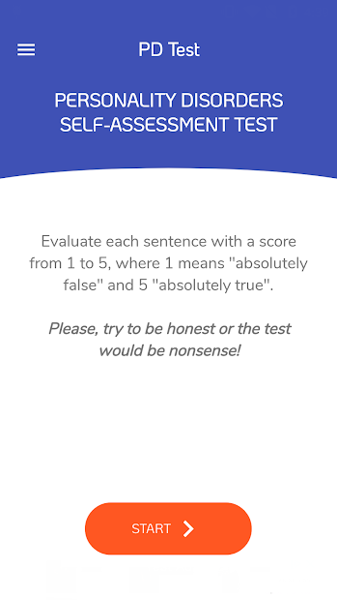 PD Test
PERSONALITY DISORDERS
SELF-ASSESSMENT TEST
Evaluate each sentence with a score
from 1 to 5, where 1 means "absolutely
false" and 5 "absolutely true".
Please, try to be honest or the test
would be nonsense!
START